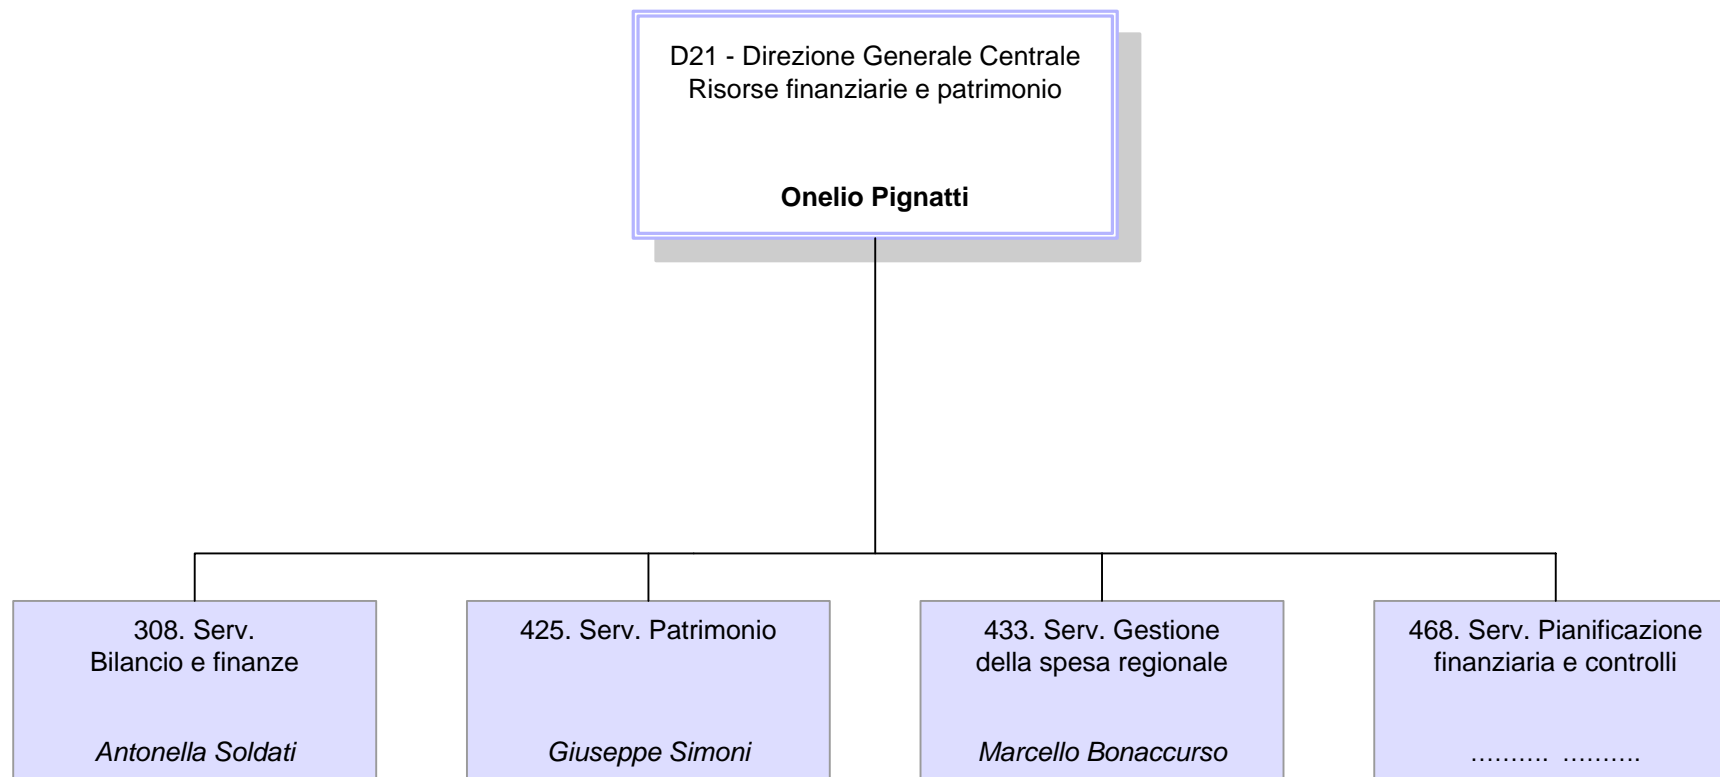 D21 - Direzione Generale Centrale
Risorse finanziarie e patrimonio
Onelio Pignatti
308. Serv.
Bilancio e finanze
Antonella Soldati
425. Serv. Patrimonio
Giuseppe Simoni
433. Serv. Gestione
della spesa regionale
Marcello Bonaccurso
468. Serv. Pianificazione
finanziaria e controlli
.......... ..........